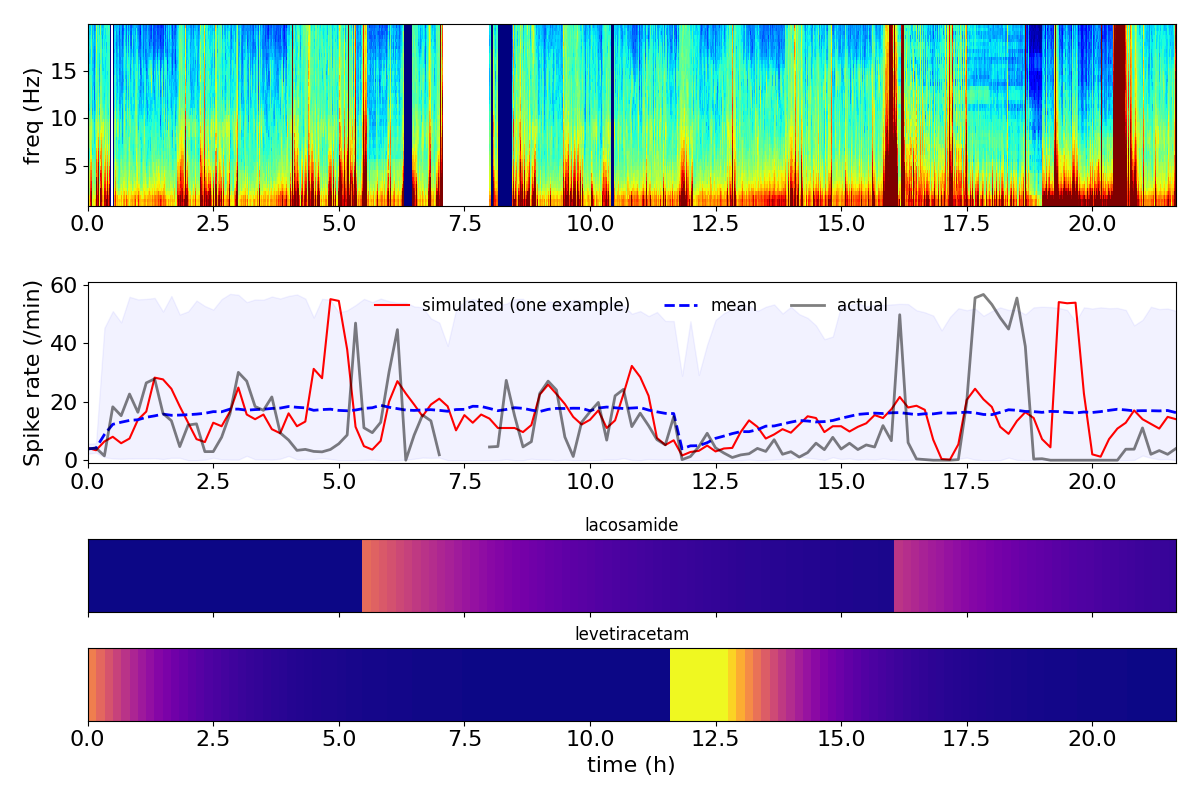 freq (Hz)
15
10
5
0.0 2.5 5.0 7.5 10.0 12.5 15.0 17.5 20.0
Spike rate (/min)
60
40
20
0
simulated (one example) mean actual
0.0 2.5 5.0 7.5 10.0 12.5 15.0 17.5 20.0
lacosamide
levetiracetam
0.0 2.5 5.0 7.5 10.0 12.5 15.0 17.5 20.0
time (h)